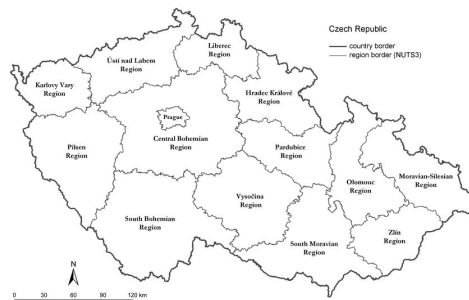 Czech Republic
country border
region border (NUTS3)
Liberec
Region
Ústí nad Labem
Region
Karlovy Vary
Region
Hradec Králové
Region
Prague
Central Bohemian
Region
Pilsen
Region
Pardubice
Region
Moravian-Silesian
Region
Olomouc
Region
Vysočina
Region
South Bohemian
Region
Zlín
Region
South Moravian
Region
N
0 30 60 90 120 km